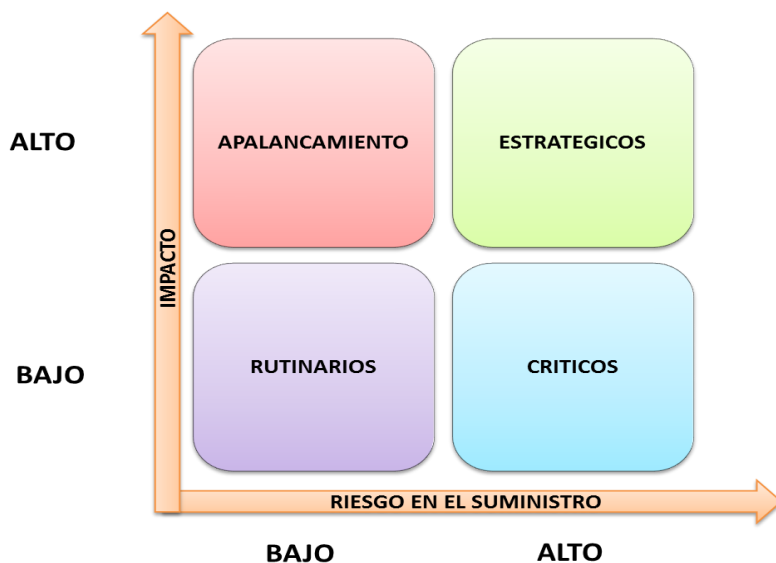 ALTO
APALANCAMIENTO
ESTRATEGICOS
IMPACTO
BAJO
RUTINARIOS
CRITICOS
RIESGO EN EL SUMINISTRO
BAJO
ALTO